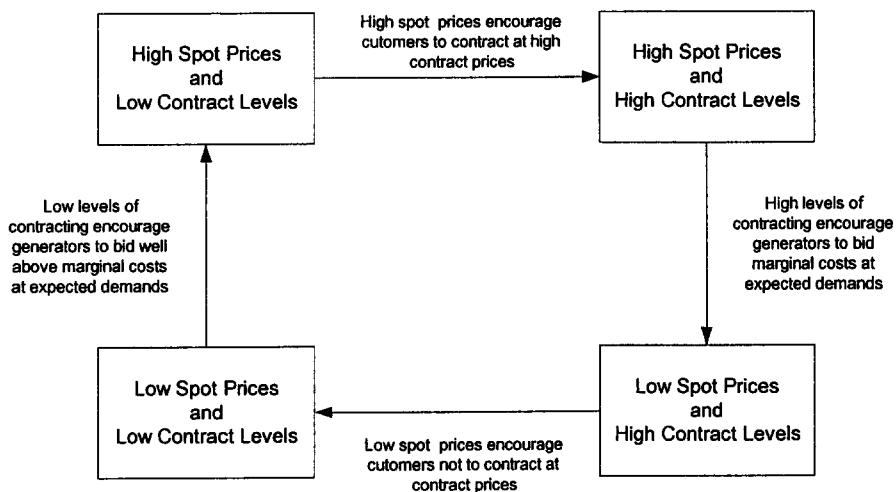 High spot prices encourage
cutomers to contract at high
contract prices
High Spot Prices
and
Low Contract Levels
High Spot Prices
and
High Contract Levels
Low levels of
contracting encourage
generators to bid well
above marginal costs
at expected demands
High levels of
contracting encourage
generators to bid
marginal costs at
expected demands
Low Spot Prices
and
Low Contract Levels
Low Spot Prices
and
High Contract Levels
Low spot prices encourage
cutomers not to contract at
contract prices